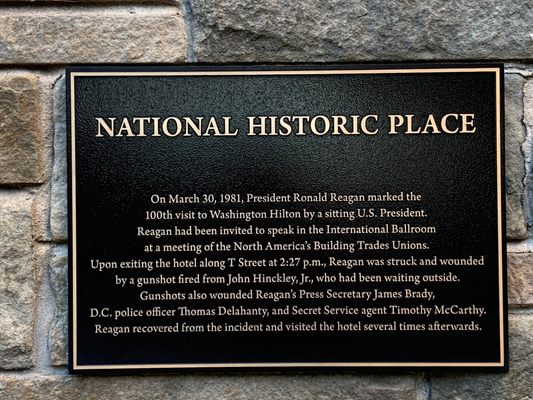 NATIONAL HISTORIC PLACE
On March 30, 1981, President Ronald Reagan marked the
100th visit to Washington Hilton by a sitting U.S. President.
Reagan had been invited to speak in the International Ballroom
at a meeting of the North America's Building Trades Unions.
Upon exiting the hotel along T Street at 2:27 p.m., Reagan was struck and wounded
by a gunshot fired from John Hinckley, Jr., who had been waiting outside.
Gunshots also wounded Reagan's Press Secretary James Brady,
D.C. police officer Thomas Delahanty, and Secret Service agent Timothy McCarthy.
Reagan recovered from the incident and visited the hotel several times afterwards.